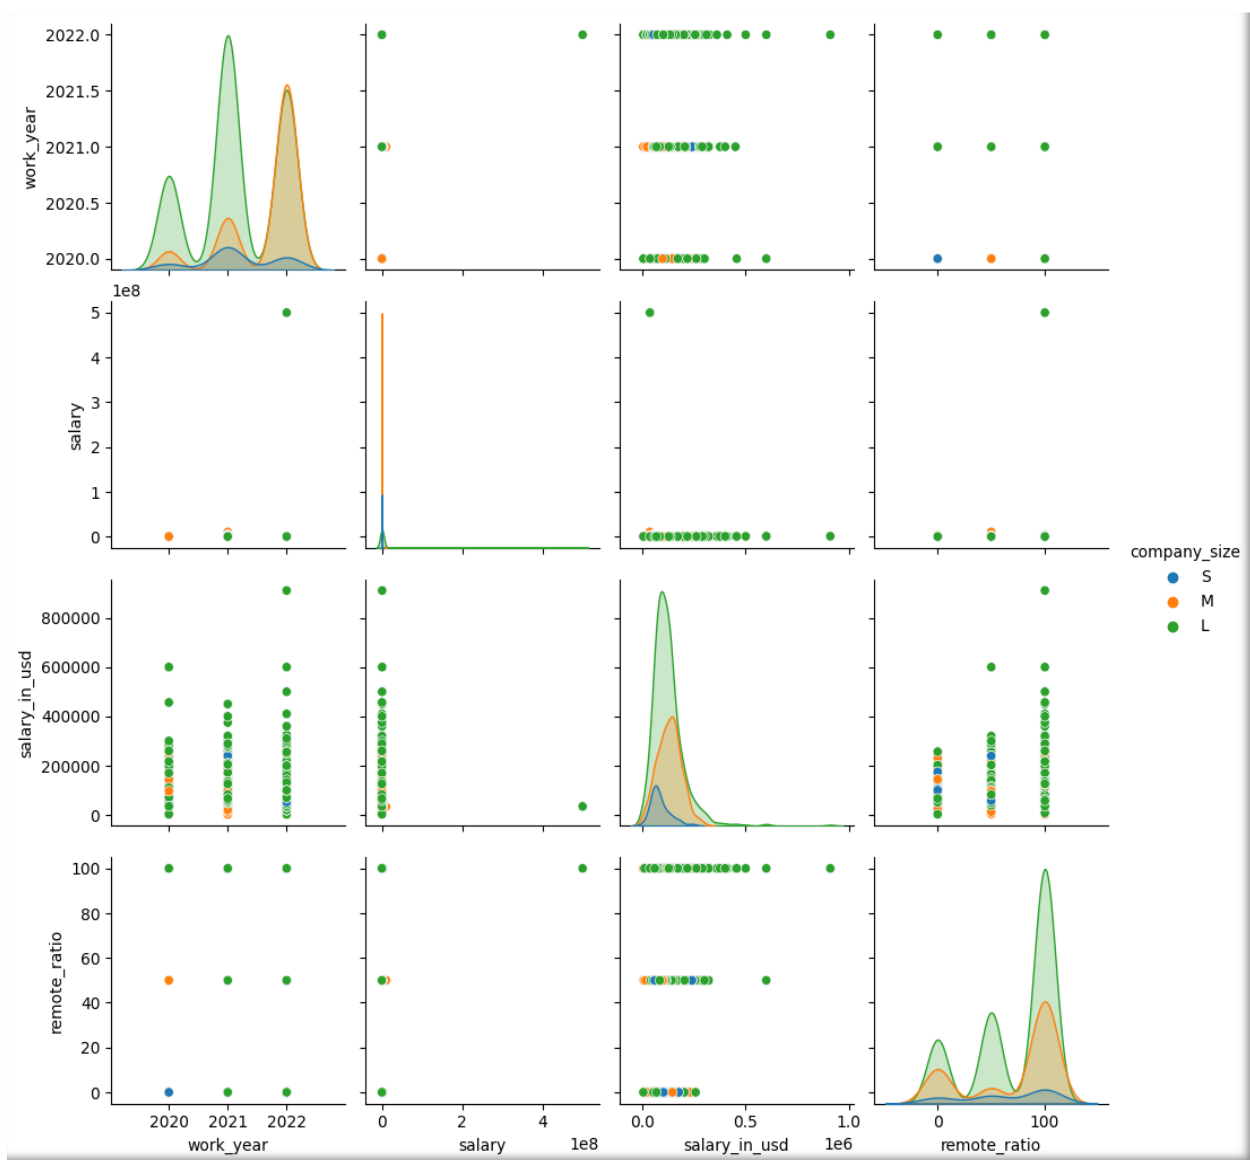 2022.0
2021.5
2021.0
2020.5
2020.0
work_year
1e8
5
4
3
2
1
0
salary
800000
600000
400000
200000
0
salary_in_usd
100
80
60
40
20
0
remote_ratio
2020 2021 2022
work_year
0 2 4
1e8
salary
0.0 0.5 1.0
1e6
salary_in_usd
0 100
remote_ratio
company_size
S
M
L